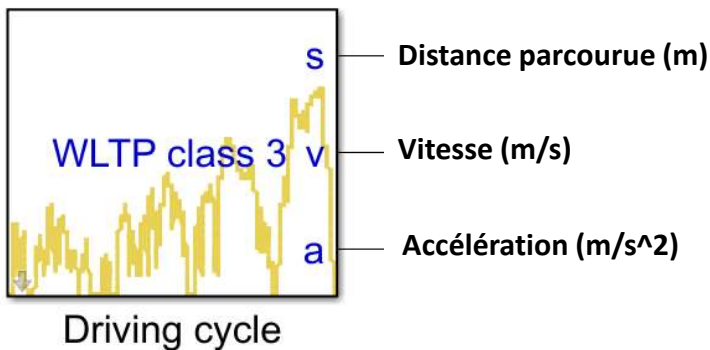 s Distance parcourue (m)
WLTP class 3 v Vitesse (m/s)
a Accélération (m/s^2)
Driving cycle